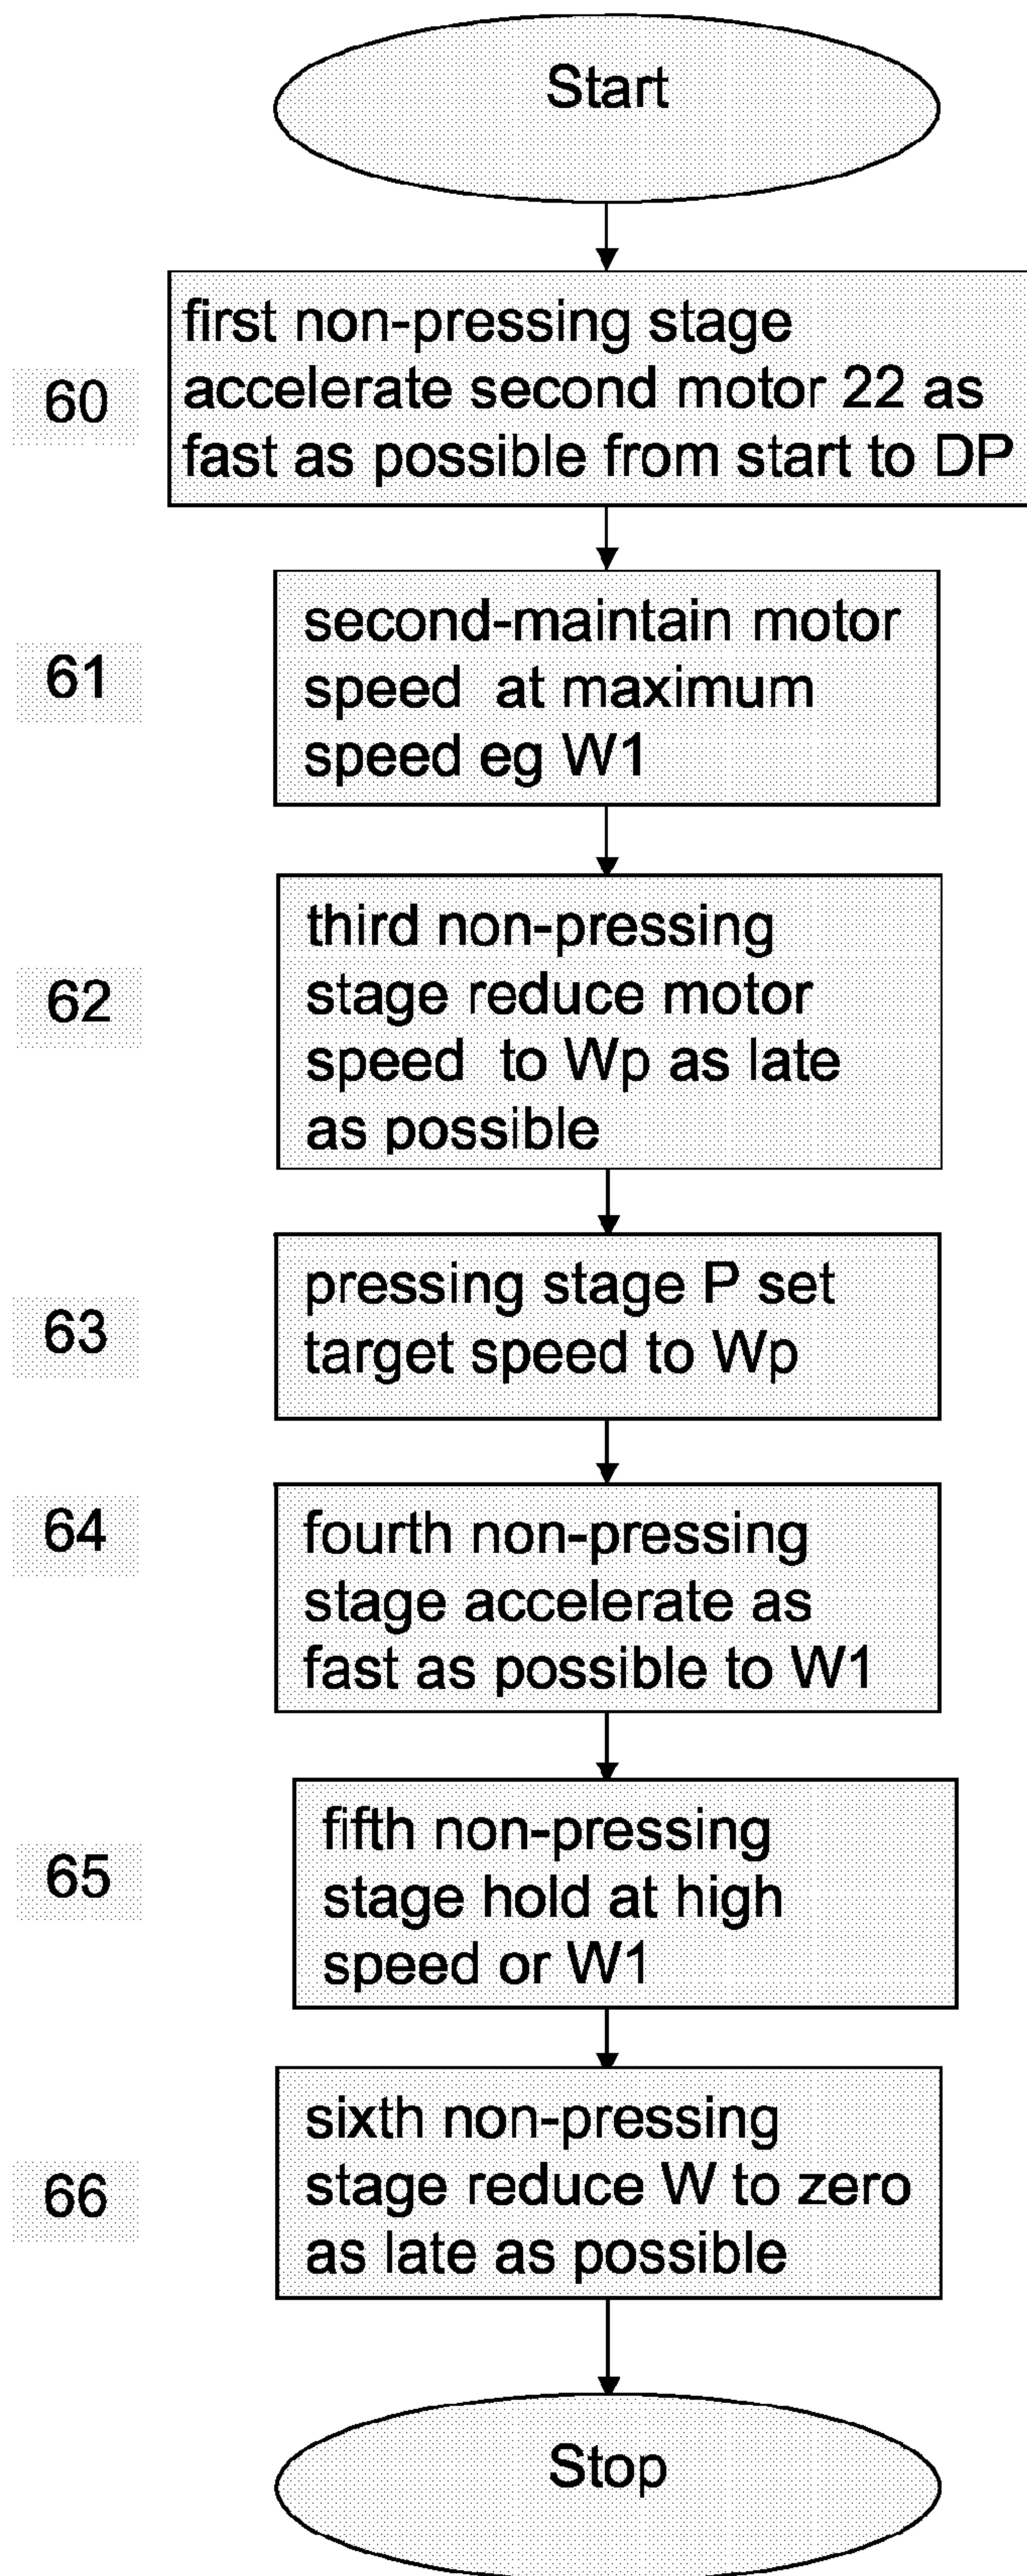 Start
60
first non-pressing stage
accelerate second motor 22 as
fast as possible from start to DP
61
second-maintain motor
speed at maximum
speed eg W1
62
third non-pressing
stage reduce motor
speed to Wp as late
as possible
63
pressing stage P set
target speed to Wp
64
fourth non-pressing
stage accelerate as
fast as possible to W1
65
fifth non-pressing
stage hold at high
speed or W1
66
sixth non-pressing
stage reduce W to zero
as late as possible
Stop